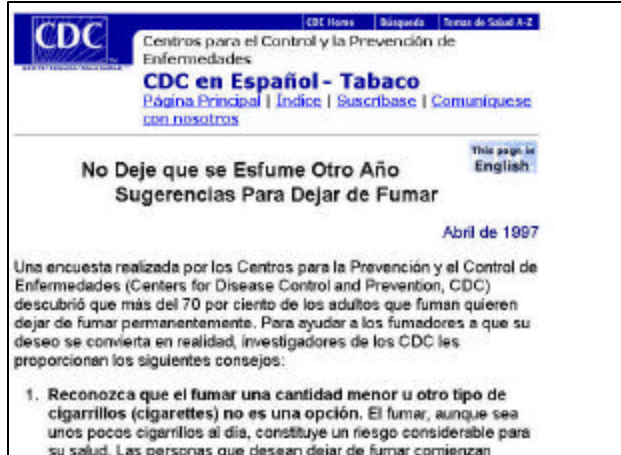 CDC Home Búsqueda Temas de Salud A-Z
CDC
Centros para el Control y la Prevención de
Enfermedades
CDC en Español - Tabaco
Página Principal | Índice | Suscríbase | Comuníquese
con nosotros
This page in
English
No Deje que se Esfume Otro Año
Sugerencias Para Dejar de Fumar
Abril de 1997
Una encuesta realizada por los Centros para la Prevención y el Control de
Enfermedades (Centers for Disease Control and Prevention, CDC)
descubrió que más del 70 por ciento de los adultos que fuman quieren
dejar de fumar permanentemente. Para ayudar a los fumadores a que su
deseo se convierta en realidad, investigadores de los CDC les
proporcionan los siguientes consejos:
1. Reconozca que el fumar una cantidad menor u otro tipo de
cigarrillos (cigarettes) no es una opción. El fumar, aunque sea
unos pocos cigarrillos al día, constituye un riesgo considerable para
su salud. Las personas que desean dejar de fumar comienzan